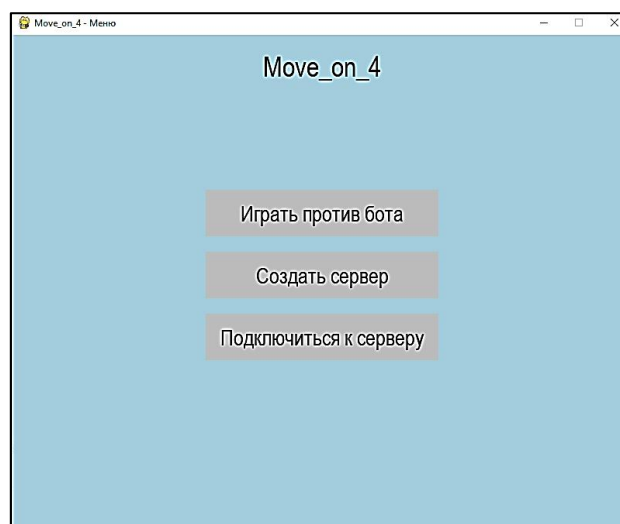 Move_on_4 - Меню
Move_on_4
Играть против бота
Создать сервер
Подключиться к серверу